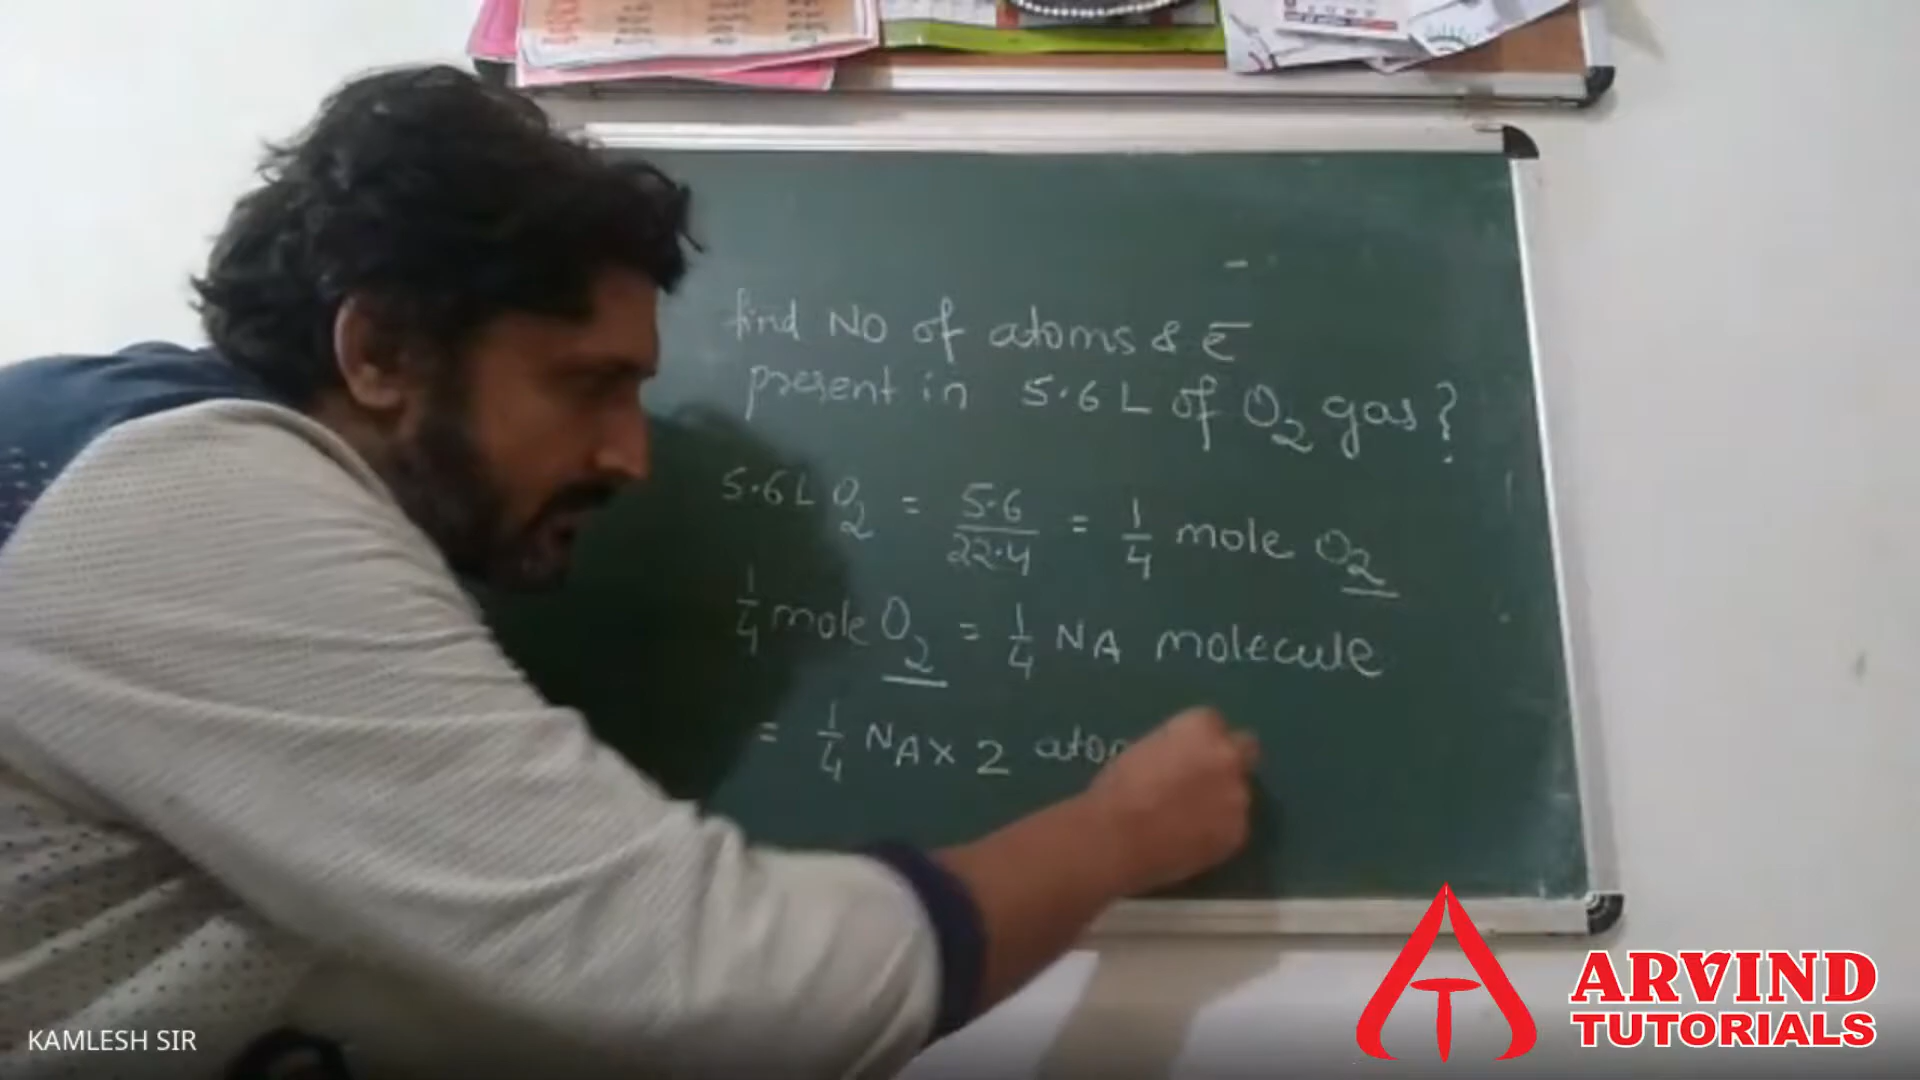 find NO of atoms & e̅
present in 5.6 L of O₂ gas?
5.6 L O₂ = 5.6/22.4 = 1/4 mole O₂
1/4 mole O₂ = 1/4 NA molecule
= 1/4 NA x 2 ato
KAMLESH SIR
ARVIND
TUTORIALS